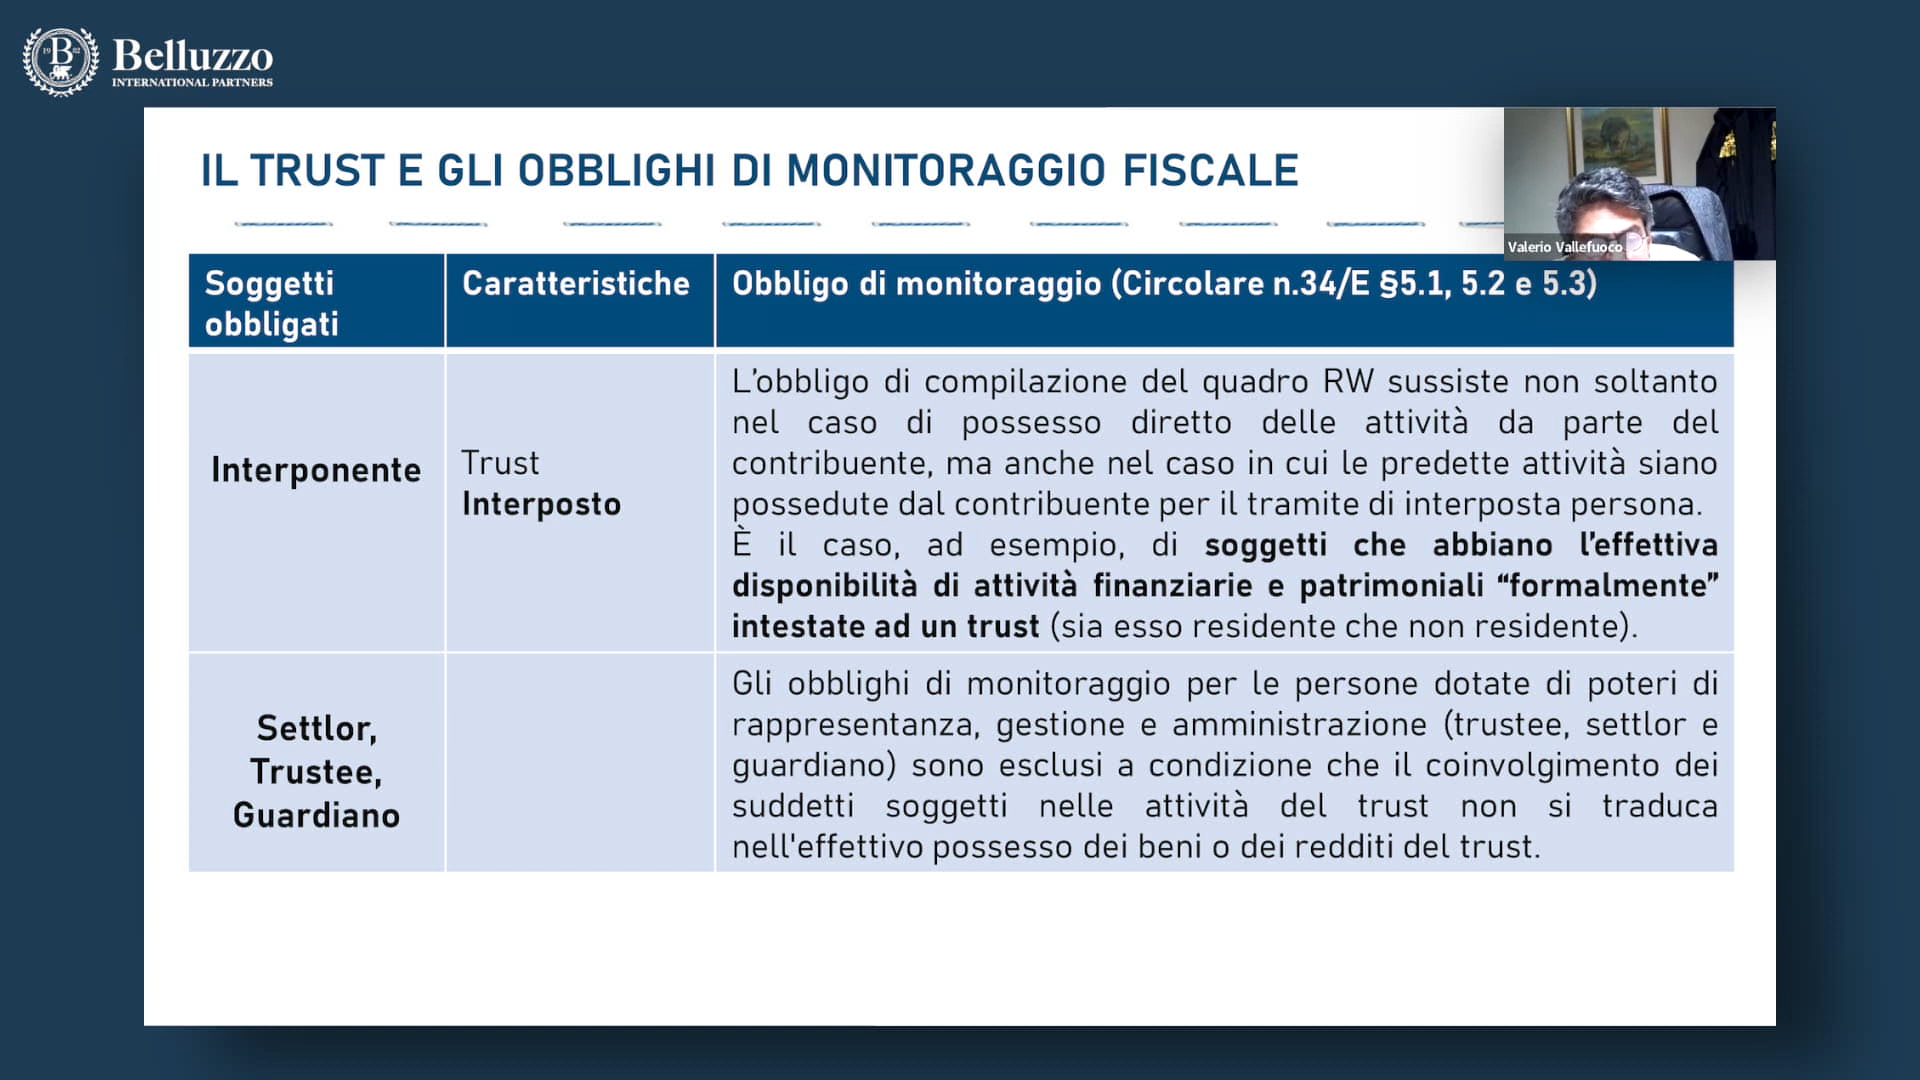 19 B 82
Belluzzo
INTERNATIONAL PARTNERS
IL TRUST E GLI OBBLIGHI DI MONITORAGGIO FISCALE
Valerio Vallefuoco
Soggetti
obbligati
Caratteristiche
Obbligo di monitoraggio (Circolare n.34/E §5.1, 5.2 e 5.3)
Interponente
Trust
Interposto
L’obbligo di compilazione del quadro RW sussiste non soltanto
nel caso di possesso diretto delle attività da parte del
contribuente, ma anche nel caso in cui le predette attività siano
possedute dal contribuente per il tramite di interposta persona.
È il caso, ad esempio, di soggetti che abbiano l’effettiva
disponibilità di attività finanziarie e patrimoniali “formalmente”
intestate ad un trust (sia esso residente che non residente).
Settlor,
Trustee,
Guardiano
Gli obblighi di monitoraggio per le persone dotate di poteri di
rappresentanza, gestione e amministrazione (trustee, settlor e
guardiano) sono esclusi a condizione che il coinvolgimento dei
suddetti soggetti nelle attività del trust non si traduca
nell'effettivo possesso dei beni o dei redditi del trust.